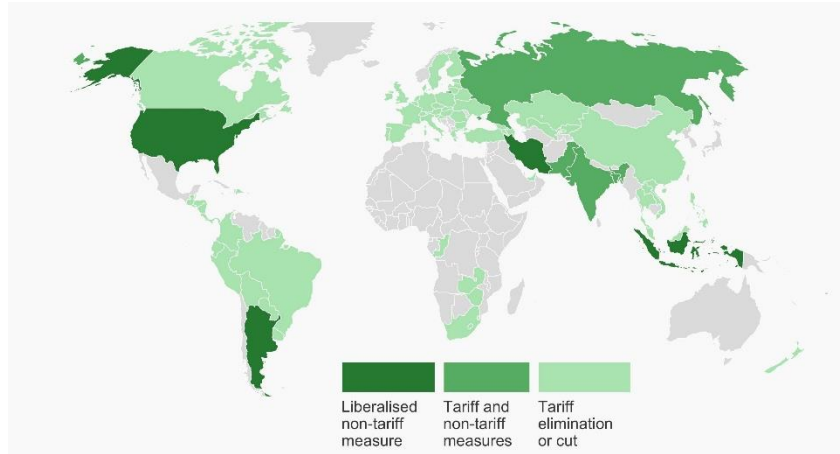 Liberalised
non-tariff
measure
Tariff and
non-tariff
measures
Tariff
elimination
or cut